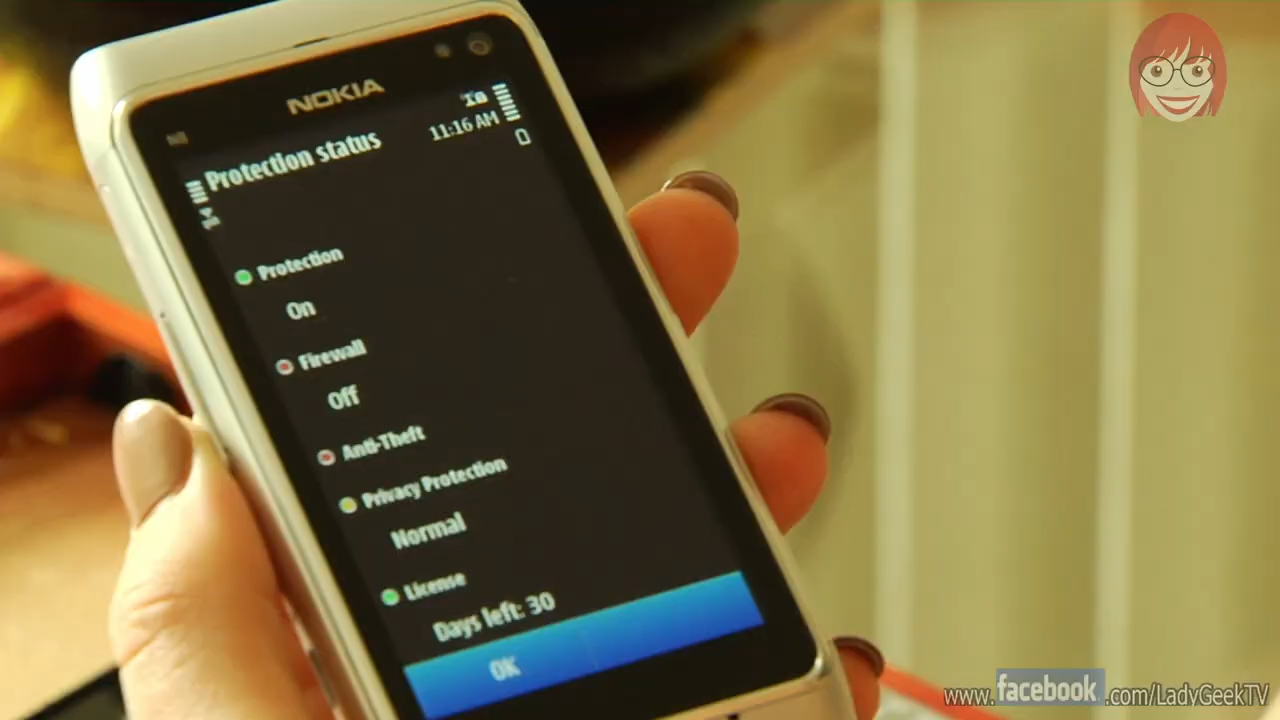 NOKIA
Protection status
11:16 AM
Protection
On
Firewall
Off
Anti-Theft
Privacy Protection
Normal
License
Days left: 30
OK
www.facebook.com/LadyGeekTV